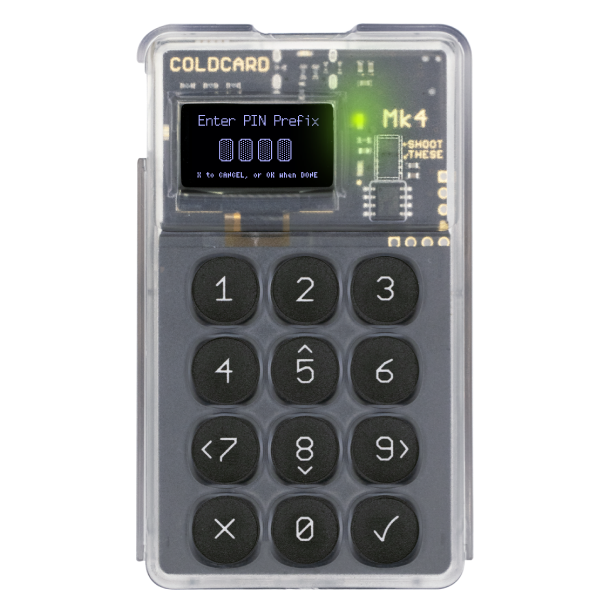 COLDCARD
Mk4
Enter PIN Prefix
X to CANCEL, or OK when DONE
SHOOT
THESE
1 2 3
4 5 6
<7 8 9>
X 0 ✓